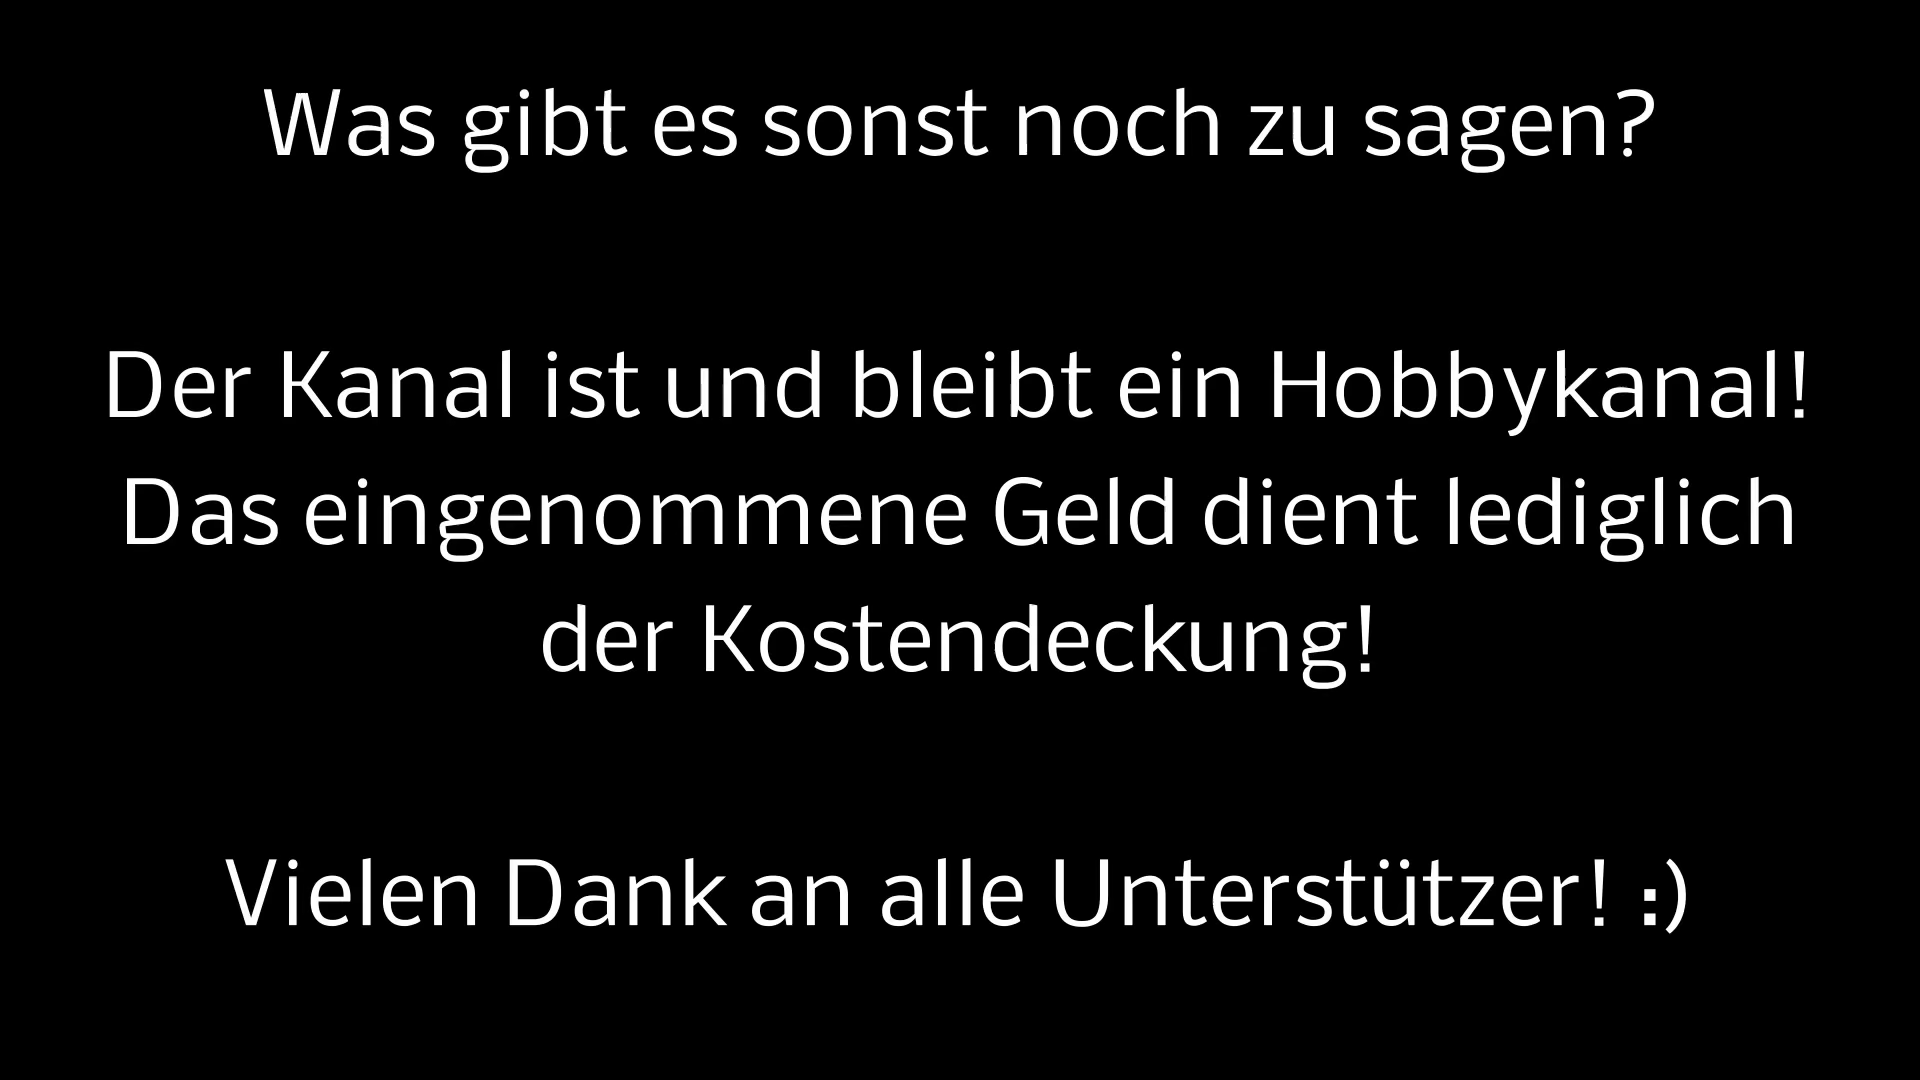 Was gibt es sonst noch zu sagen?
Der Kanal ist und bleibt ein Hobbykanal!
Das eingenommene Geld dient lediglich
der Kostendeckung!
Vielen Dank an alle Unterstützer! :)